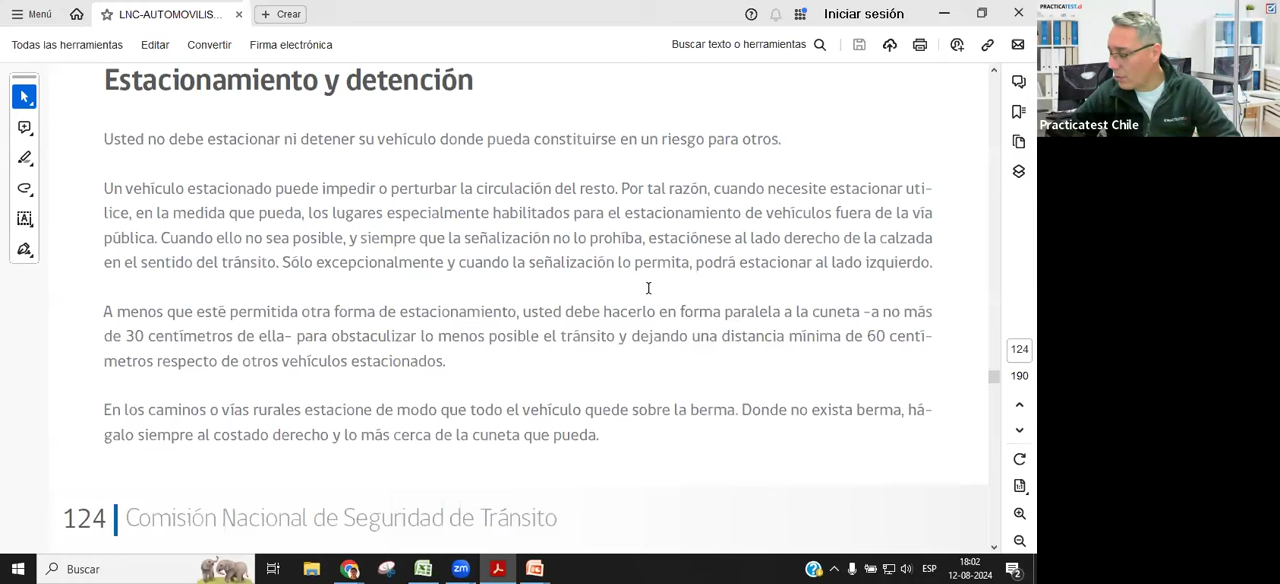 Menú
LNC-AUTOMOVILIS...
Crear
Iniciar sesión
Todas las herramientas
Editar
Convertir
Firma electrónica
Buscar texto o herramientas
PRACTICATEST.cl
Practicatest Chile
Estacionamiento y detención
Usted no debe estacionar ni detener su vehículo donde pueda constituirse en un riesgo para otros.
Un vehículo estacionado puede impedir o perturbar la circulación del resto. Por tal razón, cuando necesite estacionar uti-
lice, en la medida que pueda, los lugares especialmente habilitados para el estacionamiento de vehículos fuera de la vía
pública. Cuando ello no sea posible, y siempre que la señalización no lo prohíba, estaciónese al lado derecho de la calzada
en el sentido del tránsito. Sólo excepcionalmente y cuando la señalización lo permita, podrá estacionar al lado izquierdo.
A menos que esté permitida otra forma de estacionamiento, usted debe hacerlo en forma paralela a la cuneta -a no más
de 30 centímetros de ella- para obstaculizar lo menos posible el tránsito y dejando una distancia mínima de 60 centí-
metros respecto de otros vehículos estacionados.
En los caminos o vías rurales estacione de modo que todo el vehículo quede sobre la berma. Donde no exista berma, há-
galo siempre al costado derecho y lo más cerca de la cuneta que pueda.
124
190
124 Comisión Nacional de Seguridad de Tránsito
Buscar
zm
ESP
18:02
12-08-2024
2